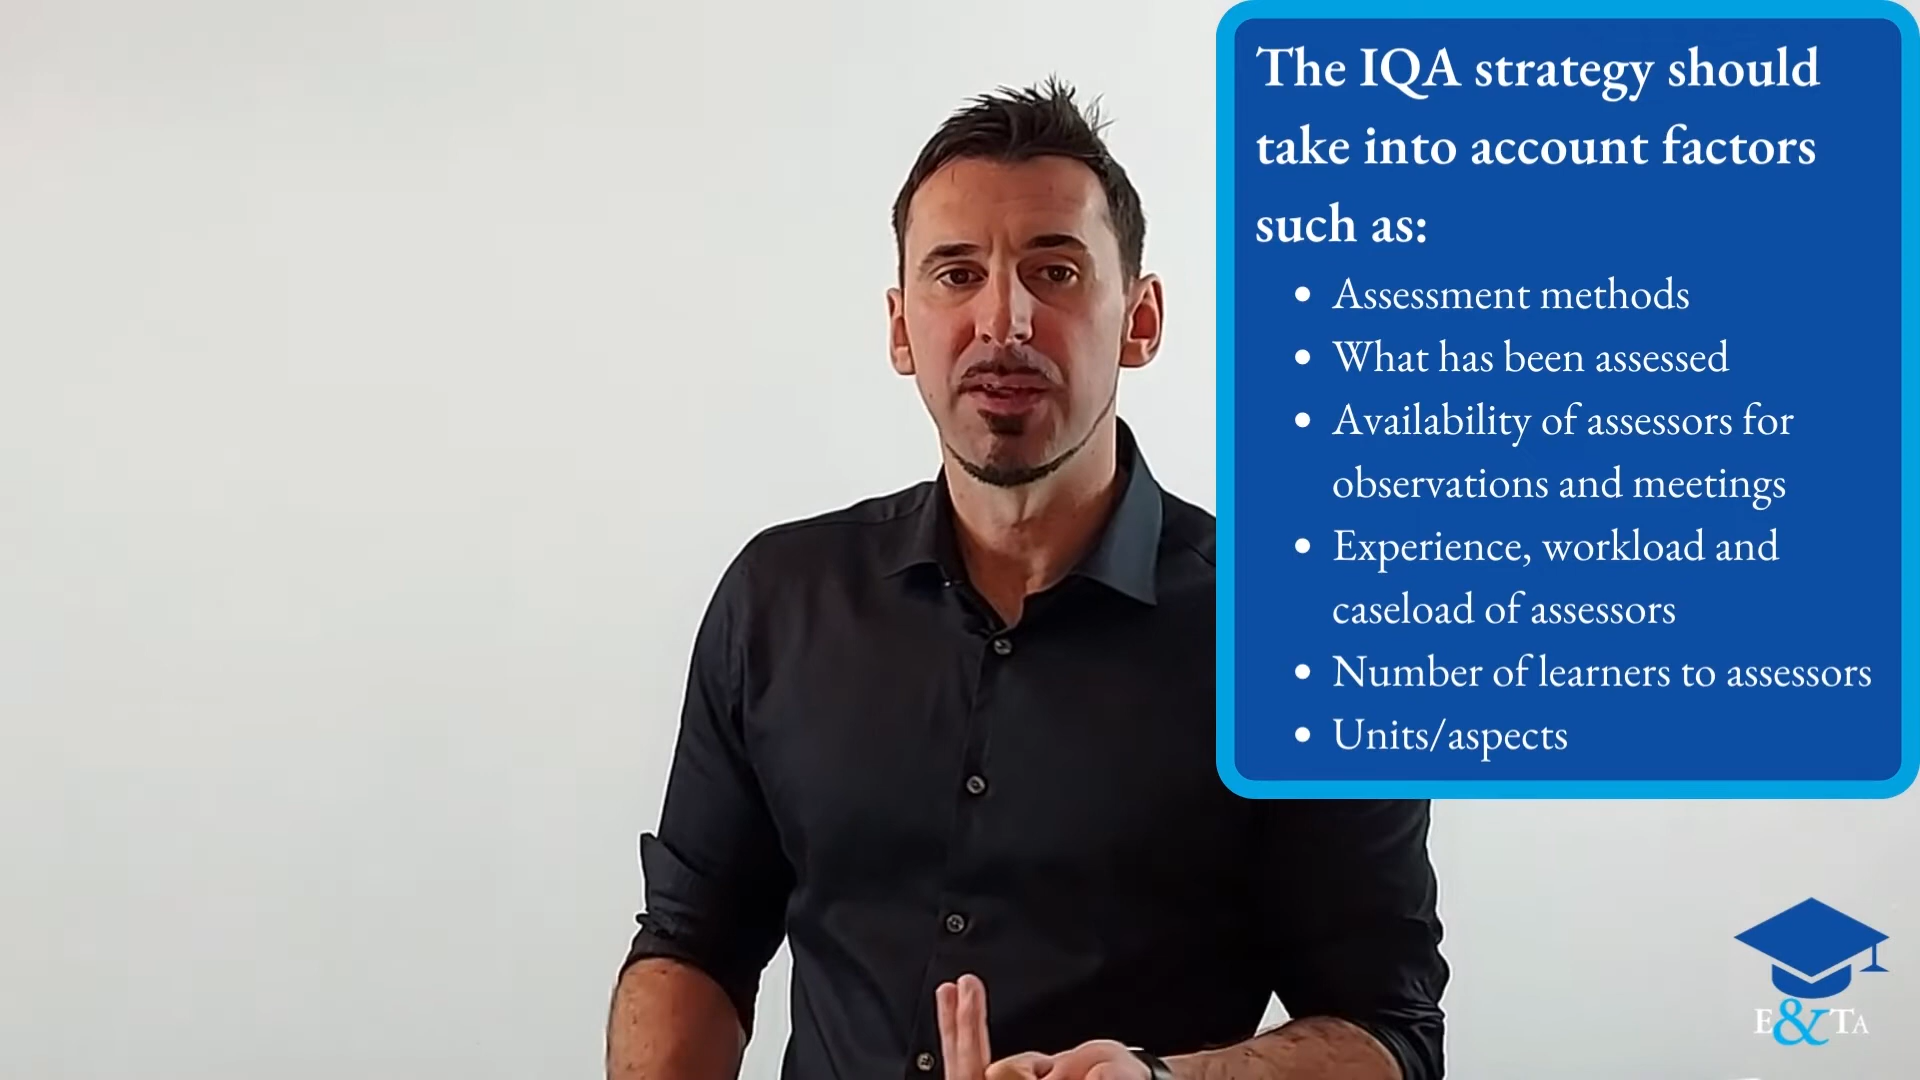 The IQA strategy should
take into account factors
such as:
• Assessment methods
• What has been assessed
• Availability of assessors for
observations and meetings
• Experience, workload and
caseload of assessors
• Number of learners to assessors
• Units/aspects
E&TA